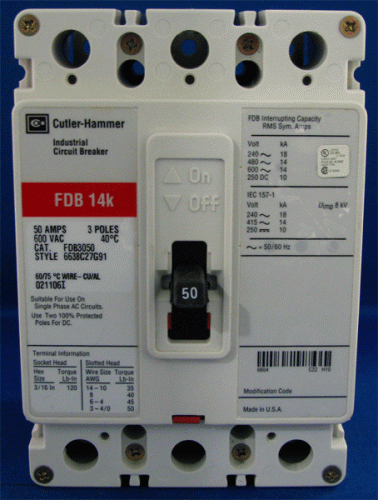 Cutler-Hammer
Industrial
Circuit Breaker
FDB 14k
50 AMPS 3 POLES
600 VAC 40°C
CAT. FDB3050
STYLE 6638C27G91
60/75 °C WIRE-CU/AL
021106I
Suitable For Use On
Single Phase AC Circuits.
Use Two 100% Protected
Poles For DC.
Terminal Information
Socket Head Slotted Head
Hex Torque Wire Size Torque
Size Lb-In AWG Lb-In
3/16 In 120 14-10 35
8 40
6-4 45
3-4/0 50
On
OFF
50
FDB Interrupting Capacity
RMS Sym. Amps
Volt kA
240 ~ 18
480 ~ 14
600 ~ 14
250 DC 10
IEC 157-1
Volt kA Uimp 8 kV
240 ~ 18
415 ~ 14
250 10
~ = 50/60 Hz
Modification Code
Made in U.S.A.